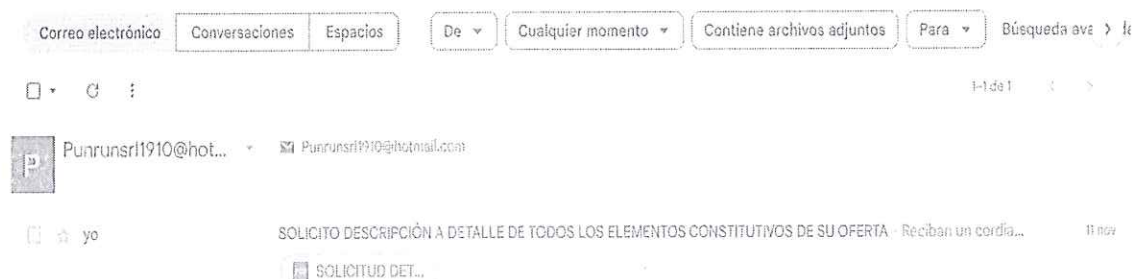 Correo electrónico Conversaciones Espacios De Cualquier momento Contiene archivos adjuntos Para Búsqueda ava
1–1 de 1
P Punrunsrl1910@hot... Punrunsrl1910@hotmail.com
yo SOLICITO DESCRIPCIÓN A DETALLE DE TODOS LOS ELEMENTOS CONSTITUTIVOS DE SU OFERTA - Reciban un cordia... 11 nov
SOLICITUD DET...